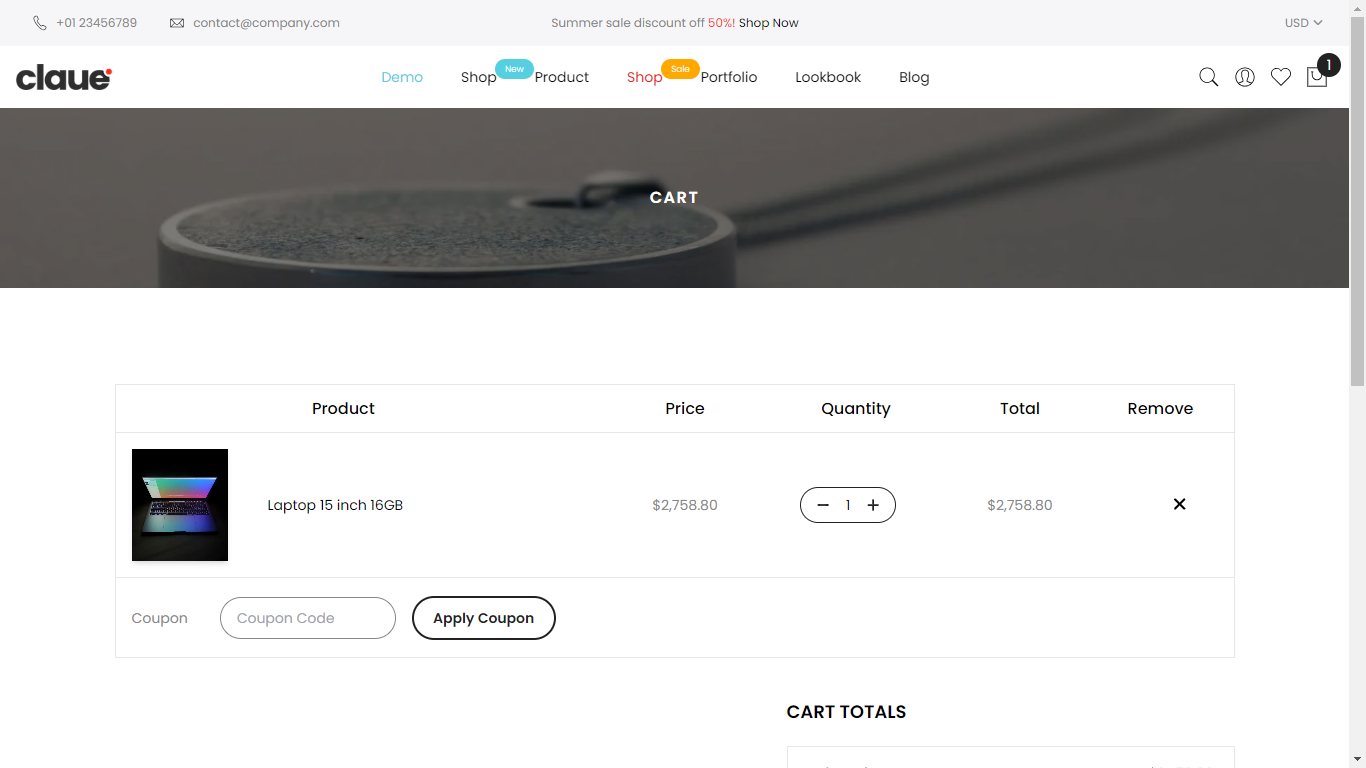 +01 23456789
contact@company.com
Summer sale discount off 50%! Shop Now
USD
claue
Demo
Shop
New
Product
Shop
Sale
Portfolio
Lookbook
Blog
1
CART
Product
Price
Quantity
Total
Remove
Laptop 15 inch 16GB
$2,758.80
1
$2,758.80
Coupon
Coupon Code
Apply Coupon
CART TOTALS